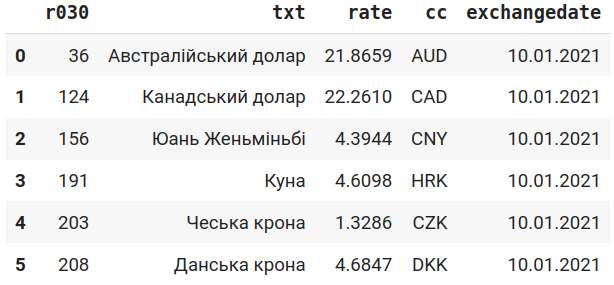 r030 txt rate cc exchangedate
0 36 Австралійський долар 21.8659 AUD 10.01.2021
1 124 Канадський долар 22.2610 CAD 10.01.2021
2 156 Юань Женьміньбі 4.3944 CNY 10.01.2021
3 191 Куна 4.6098 HRK 10.01.2021
4 203 Чеська крона 1.3286 CZK 10.01.2021
5 208 Данська крона 4.6847 DKK 10.01.2021